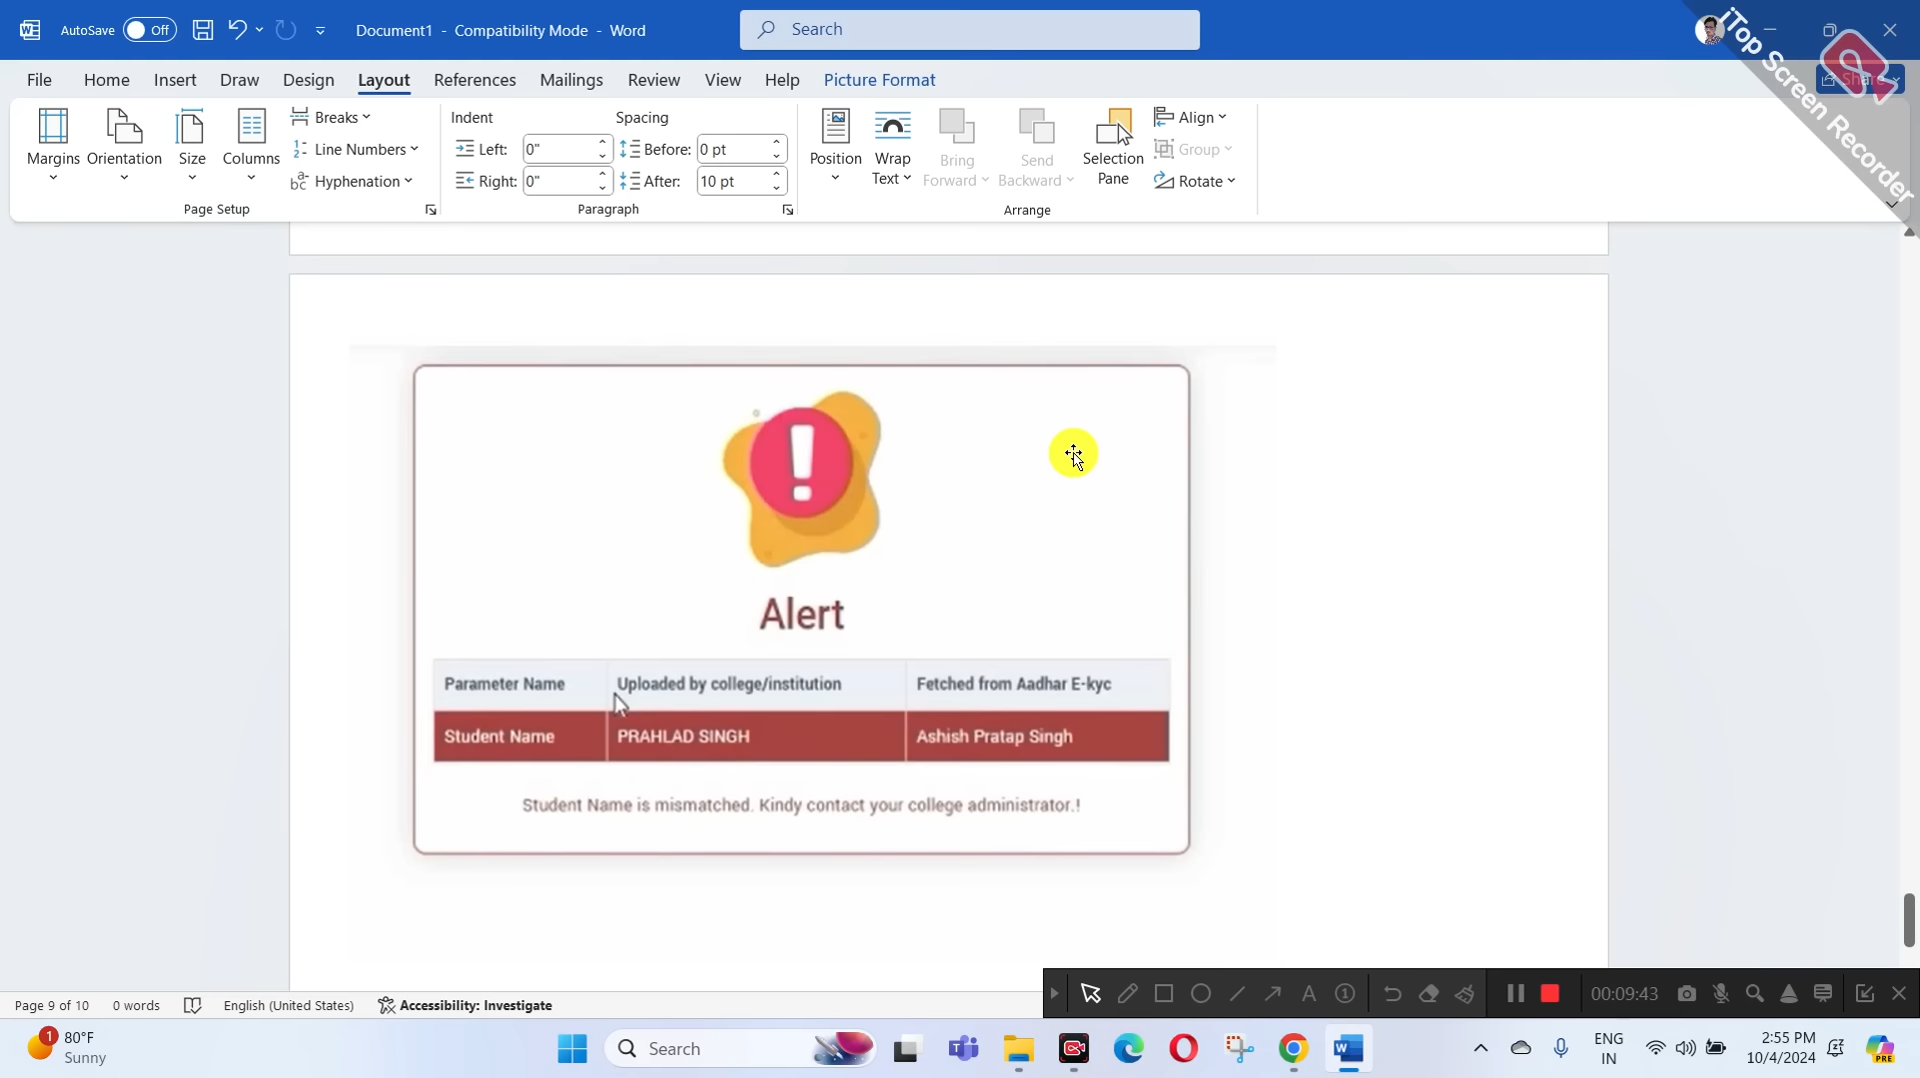 AutoSave Off Document1 - Compatibility Mode - Word Search
iTop Screen Recorder
File Home Insert Draw Design Layout References Mailings Review View Help Picture Format Share
Margins Orientation Size Columns
Breaks
Line Numbers
Hyphenation
Page Setup
Indent
Left: 0"
Right: 0"
Spacing
Before: 0 pt
After: 10 pt
Paragraph
Position Wrap Text Bring Forward Send Backward Selection Pane
Align
Group
Rotate
Arrange
Alert
Parameter Name Uploaded by college/institution Fetched from Aadhar E-kyc
Student Name PRAHLAD SINGH Ashish Pratap Singh
Student Name is mismatched. Kindy contact your college administrator.!
00:09:43
Page 9 of 10 0 words English (United States) Accessibility: Investigate
1 80°F
Sunny
Search
ENG
IN
2:55 PM
10/4/2024
PRE